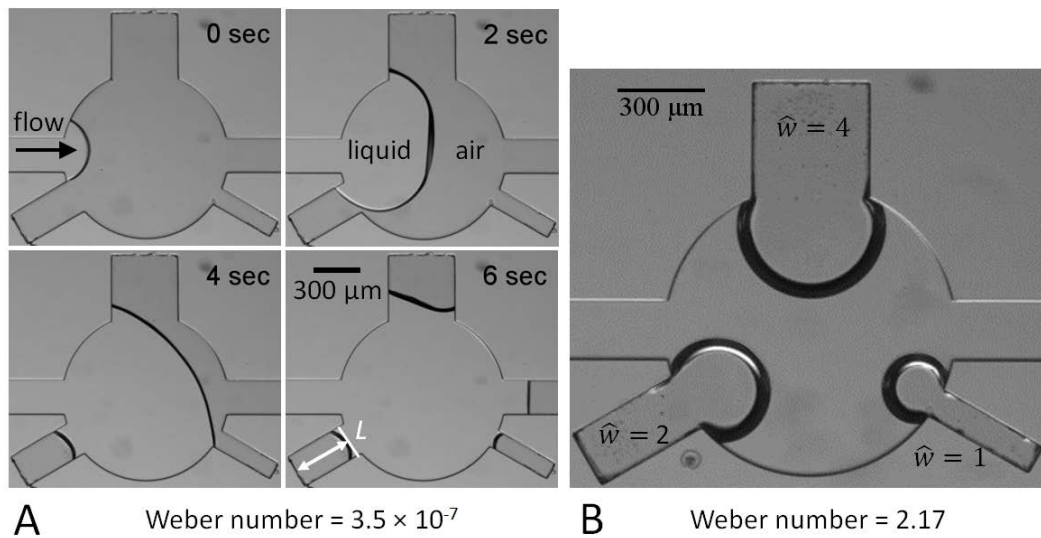 0 sec
flow
2 sec
liquid air
4 sec
300 μm
6 sec
L
A
Weber number = 3.5 × 10⁻⁷
300 μm
ŵ = 4
ŵ = 2
ŵ = 1
B
Weber number = 2.17